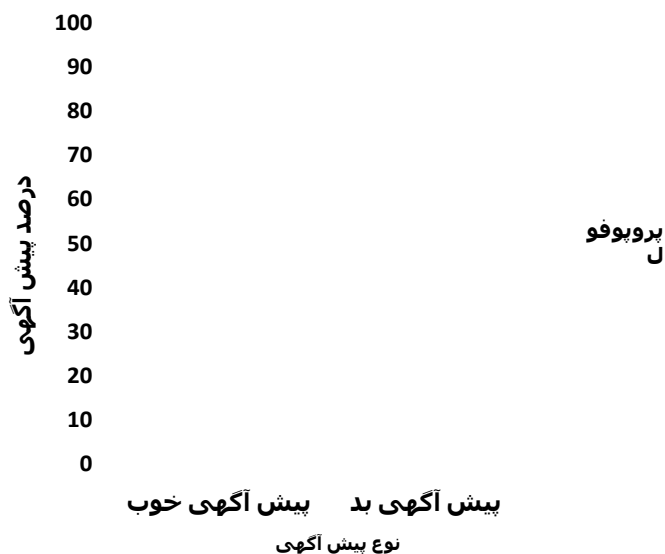 100
90
80
70
60
50
40
30
20
10
0
درصد پیش آگهی
پروپوفو
ل
پیش آگهی خوب
پیش آگهی بد
نوع پیش آگهی